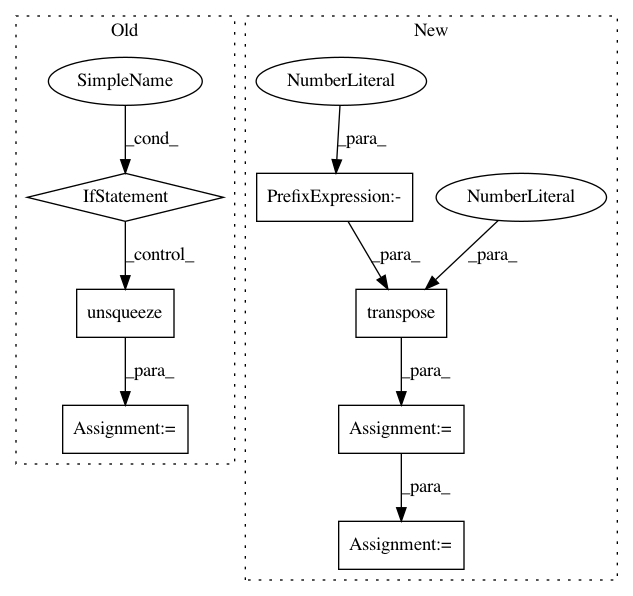 Old
New
SimpleName
NumberLiteral
_cond_
_para_
IfStatement
PrefixExpression:-
NumberLiteral
_control_
_para_
_para_
unsqueeze
transpose
_para_
_para_
Assignment:=
Assignment:=
_para_
Assignment:=